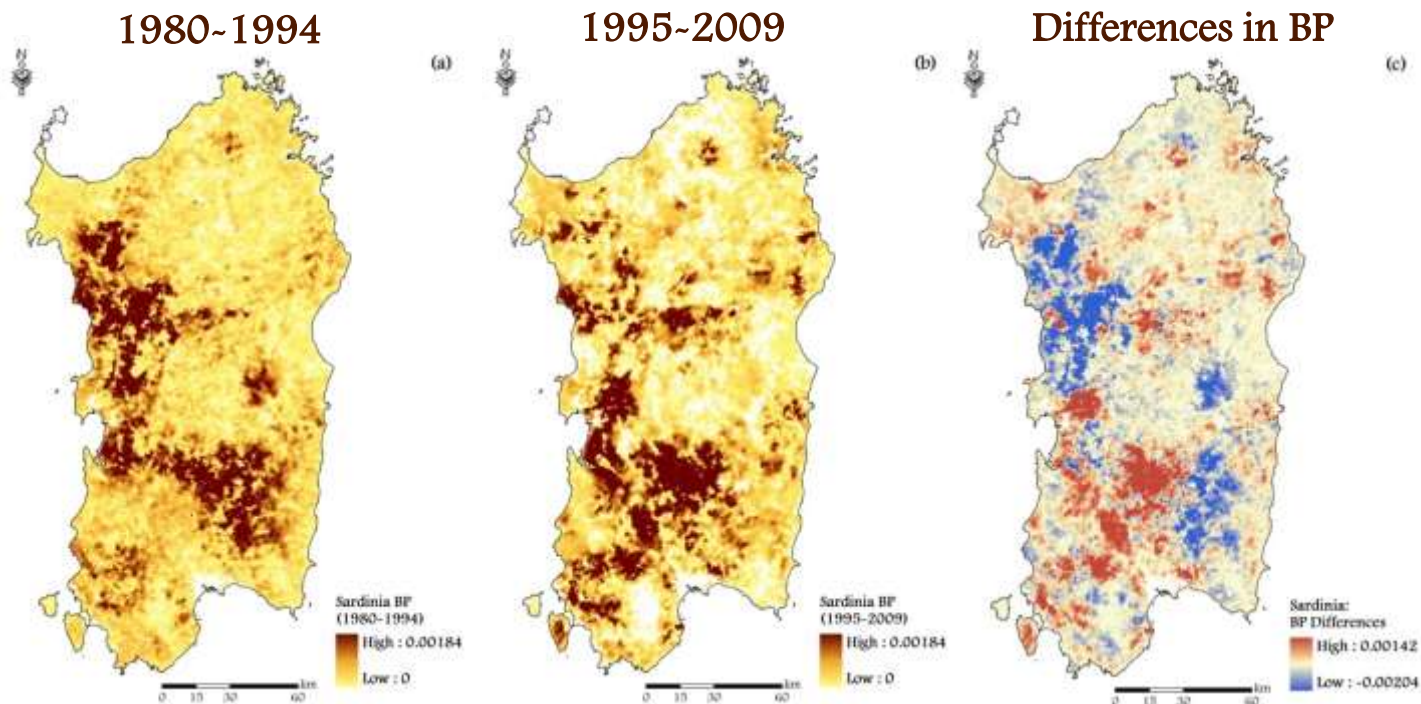 1980~1994
1995~2009
Differences in BP
N
(a)
(b)
N
(c)
Sardinia BP
(1980-1994)
High : 0.00184
Low : 0
km
0 15 30 60
Sardinia BP
(1995-2009)
High : 0.00184
Low : 0
km
0 15 30 60
Sardinia:
BP Differences
High : 0.00142
Low : -0.00204
km
0 15 30 60